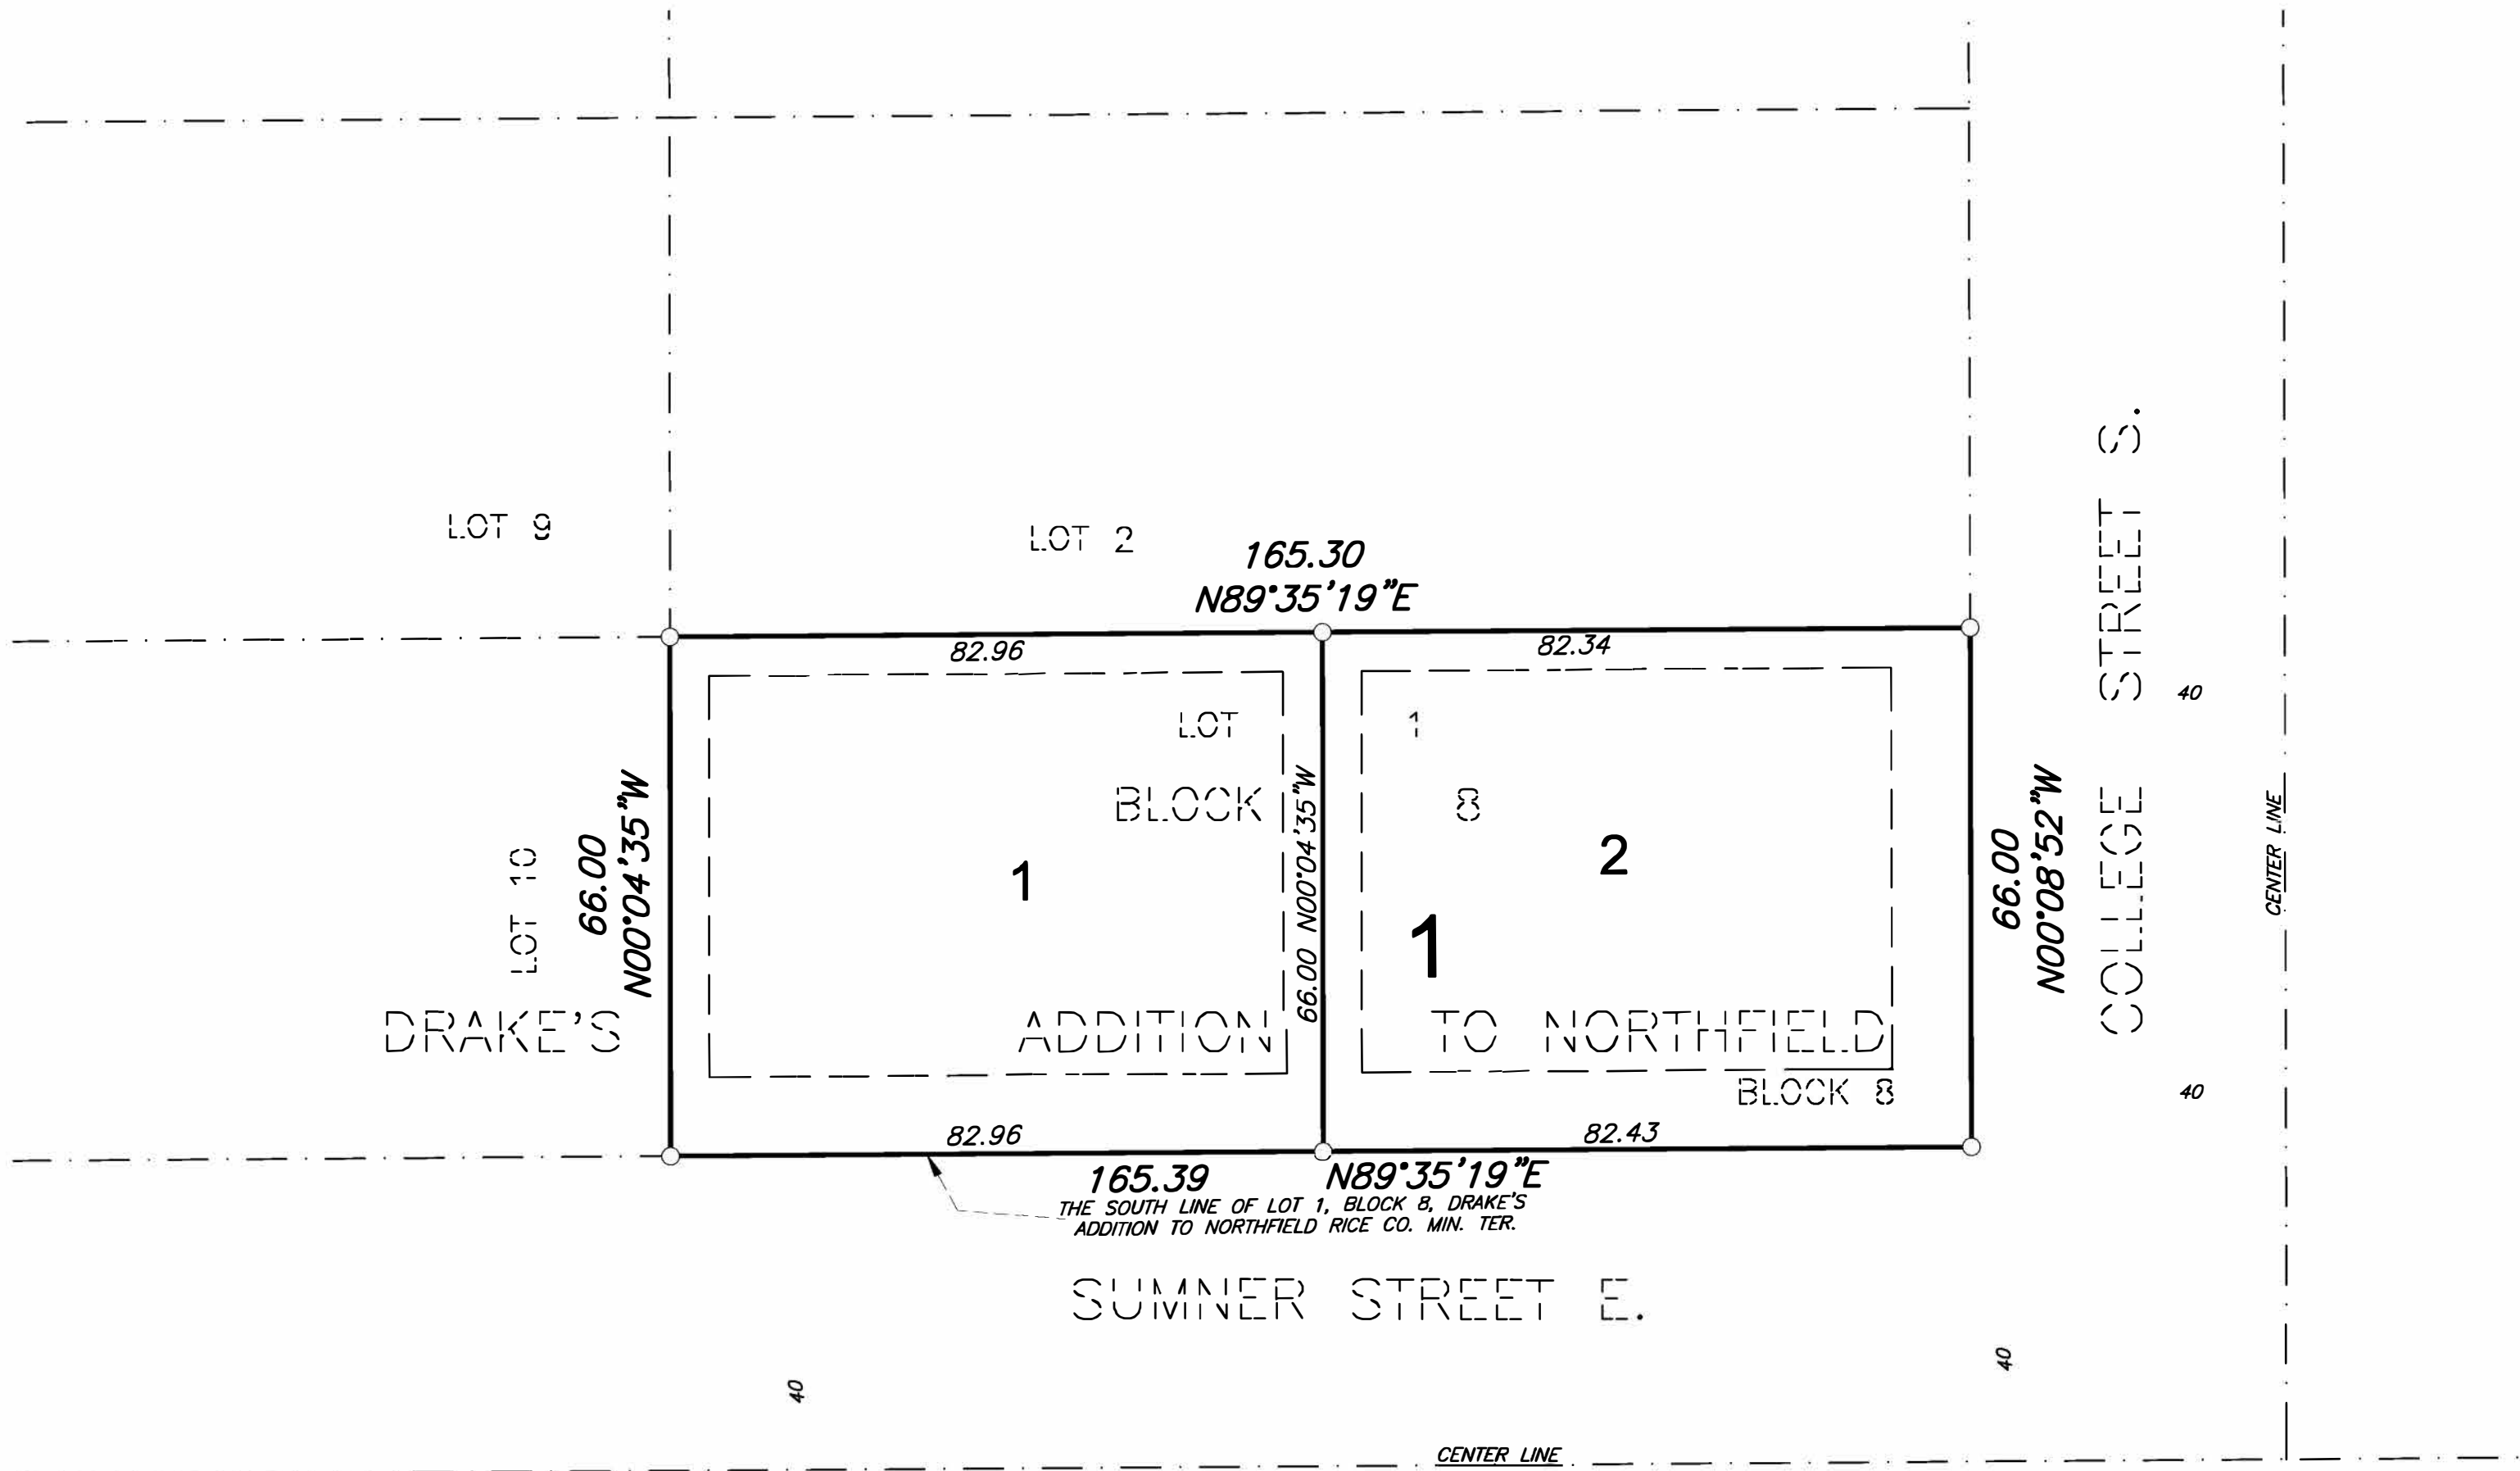 LOT 9
LOT 2
165.30
N89°35'19"E
82.96
82.34
LOT 1
BLOCK 8
1
2
1
66.00 N00°04'35"W
LOT 10
66.00
N00°04'35"W
66.00
N00°08'52"W
COLLEGE STREET S.
40
40
CENTER LINE
DRAKE'S ADDITION TO NORTHFIELD
BLOCK 8
82.96
82.43
165.39 N89°35'19"E
THE SOUTH LINE OF LOT 1, BLOCK 8, DRAKE'S
ADDITION TO NORTHFIELD RICE CO. MIN. TER.
SUMNER STREET E.
40
40
CENTER LINE